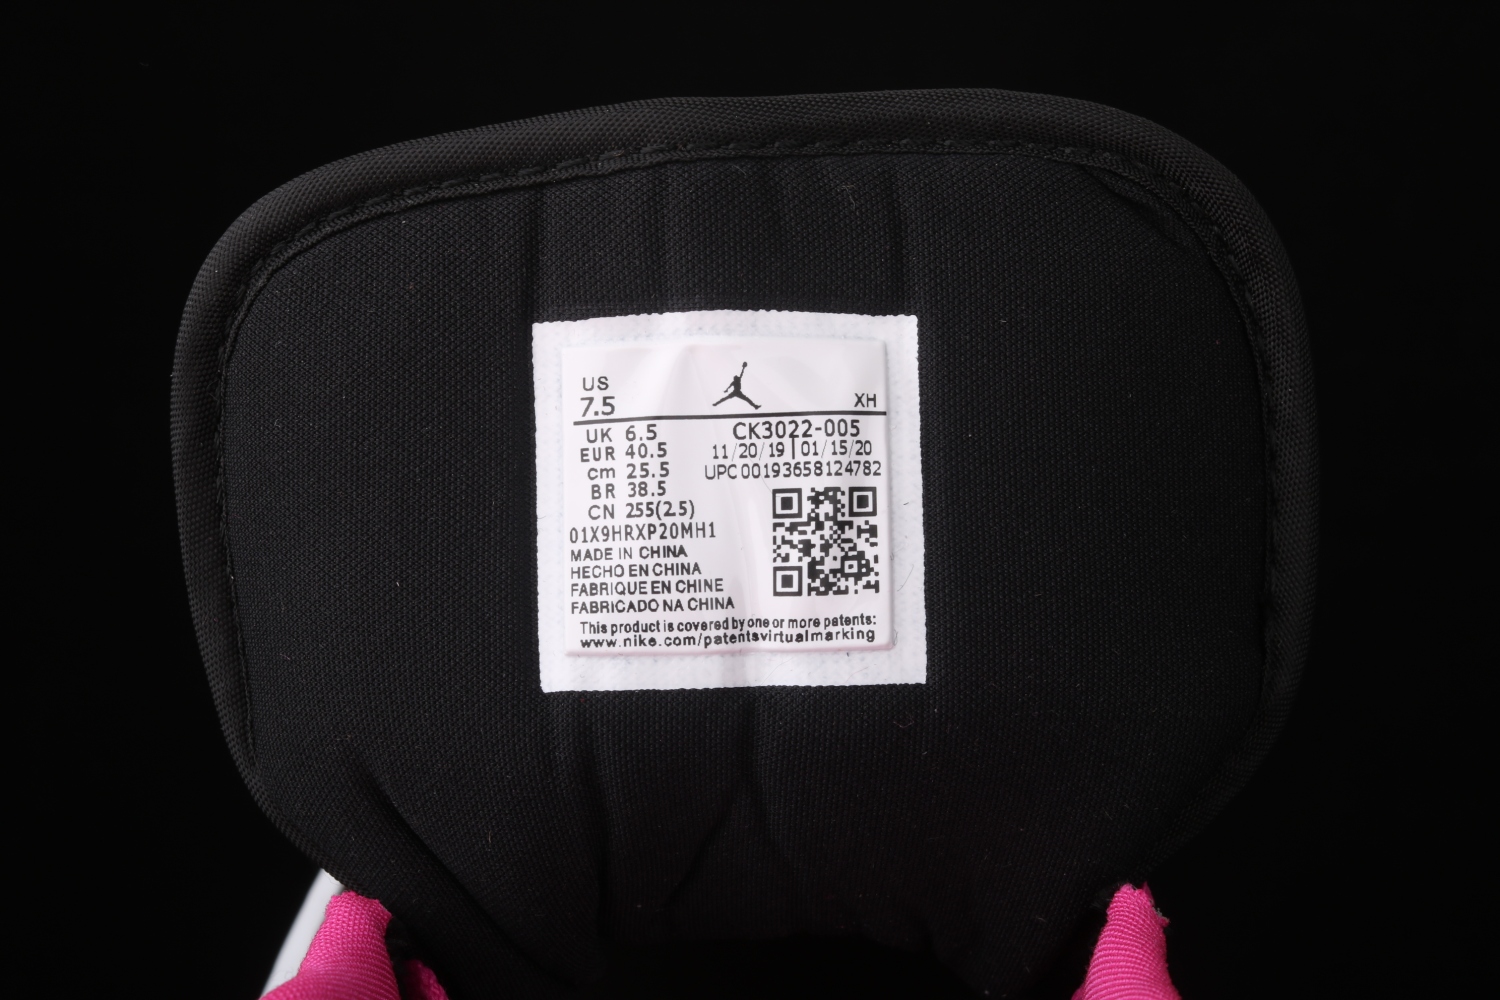 US
7.5
XH
UK 6.5
EUR 40.5
cm 25.5
BR 38.5
CN 255(2.5)
CK3022-005
11/20/19|01/15/20
UPC 00193658124782
01X9HRXP20MH1
MADE IN CHINA
HECHO EN CHINA
FABRIQUE EN CHINE
FABRICADO NA CHINA
This product is covered by one or more patents:
www.nike.com/patentsvirtualmarking